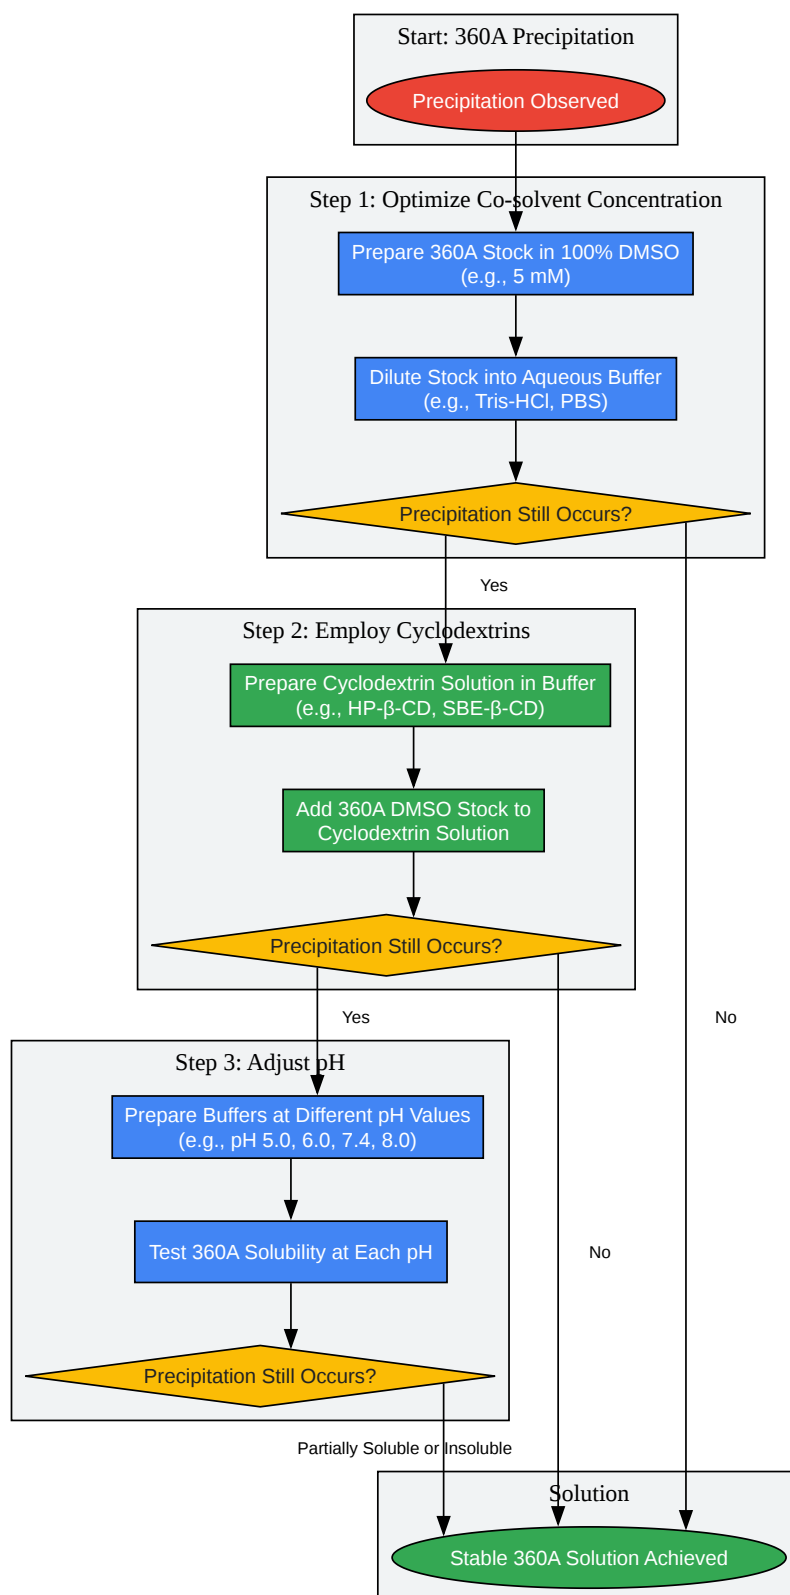 Start: 360A Precipitation
Precipitation Observed
Step 1: Optimize Co-solvent Concentration
Prepare 360A Stock in 100% DMSO
(e.g., 5 mM)
Dilute Stock into Aqueous Buffer
(e.g., Tris-HCl, PBS)
Precipitation Still Occurs?
Yes
Step 2: Employ Cyclodextrins
Prepare Cyclodextrin Solution in Buffer
(e.g., HP-β-CD, SBE-β-CD)
Add 360A DMSO Stock to
Cyclodextrin Solution
Precipitation Still Occurs?
Yes
No
Step 3: Adjust pH
Prepare Buffers at Different pH Values
(e.g., pH 5.0, 6.0, 7.4, 8.0)
Test 360A Solubility at Each pH
No
Precipitation Still Occurs?
Partially Soluble or Insoluble
Solution
Stable 360A Solution Achieved